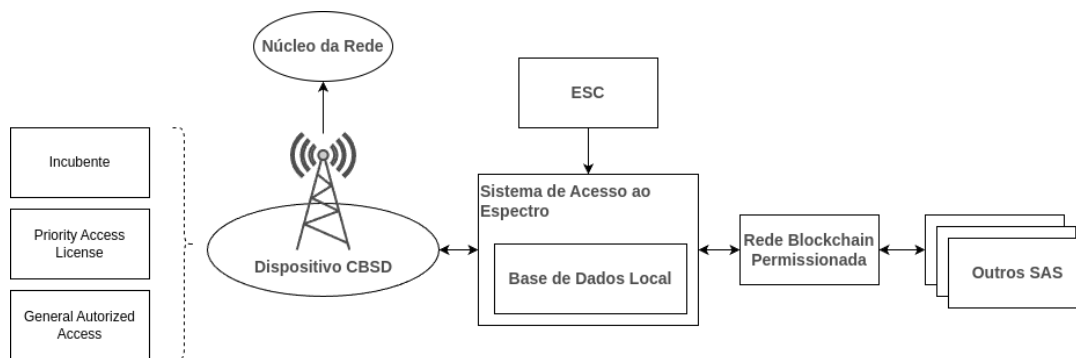 Núcleo da Rede
ESC
Incubente
Priority Access
License
General Autorized
Access
Dispositivo CBSD
Sistema de Acesso ao
Espectro
Base de Dados Local
Rede Blockchain
Permissionada
Outros SAS